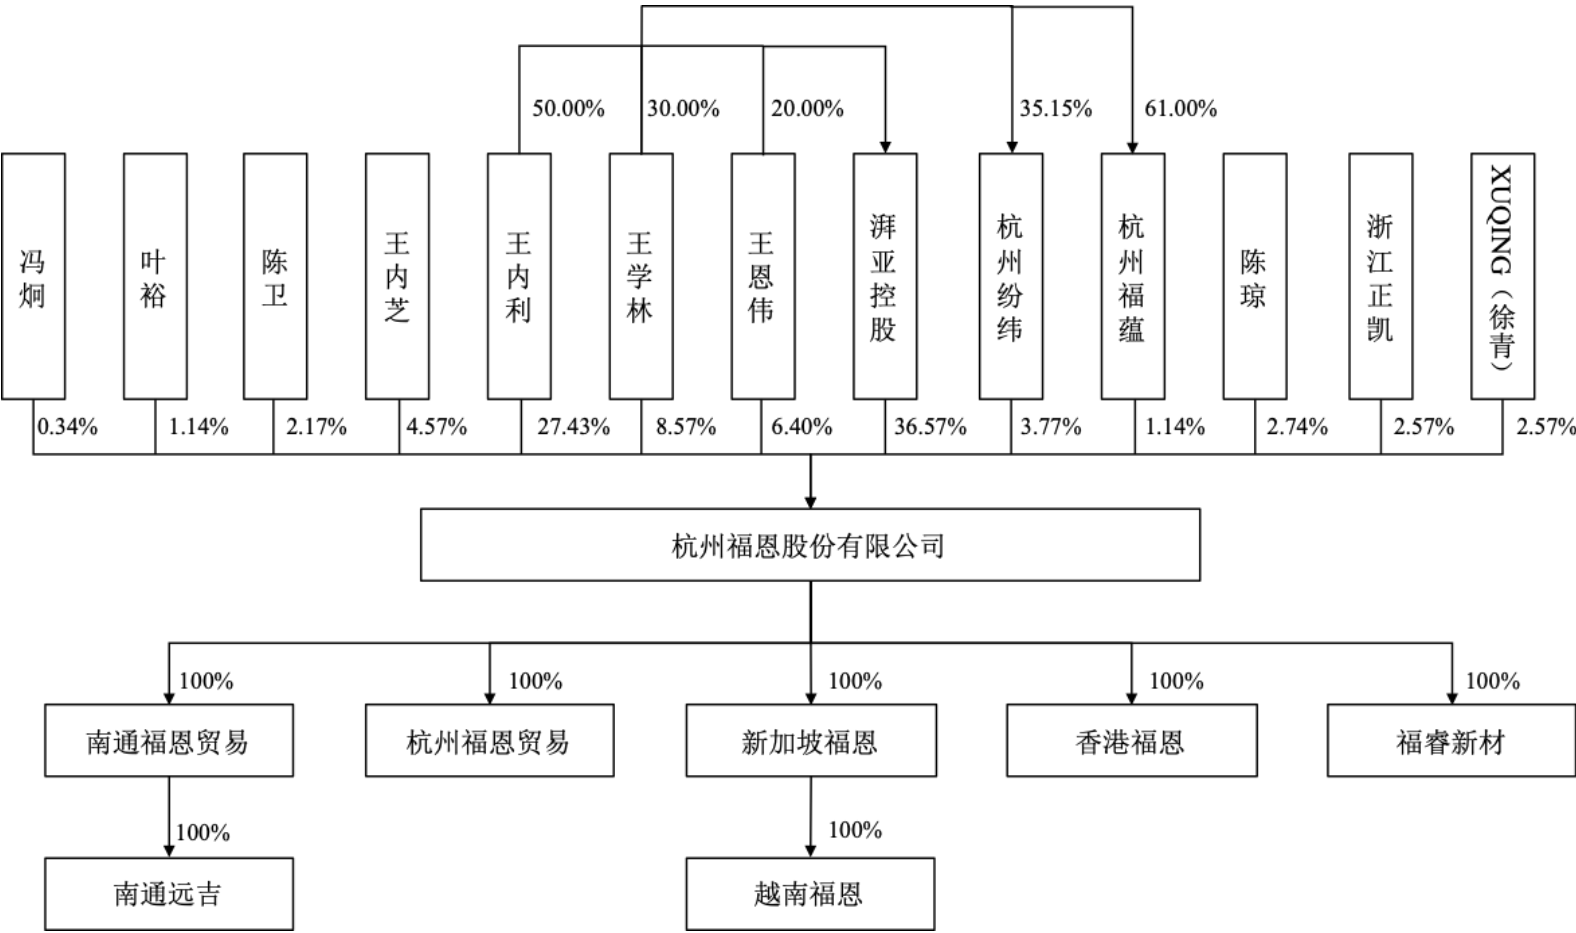 50.00%
30.00%
20.00%
35.15%
61.00%
冯炯
叶裕
陈卫
王内芝
王内利
王学林
王恩伟
湃亚控股
杭州纷纬
杭州福蕴
陈琼
浙江正凯
XUQING（徐青）
0.34%
1.14%
2.17%
4.57%
27.43%
8.57%
6.40%
36.57%
3.77%
1.14%
2.74%
2.57%
2.57%
杭州福恩股份有限公司
100%
100%
100%
100%
100%
南通福恩贸易
杭州福恩贸易
新加坡福恩
香港福恩
福睿新材
100%
100%
南通远吉
越南福恩